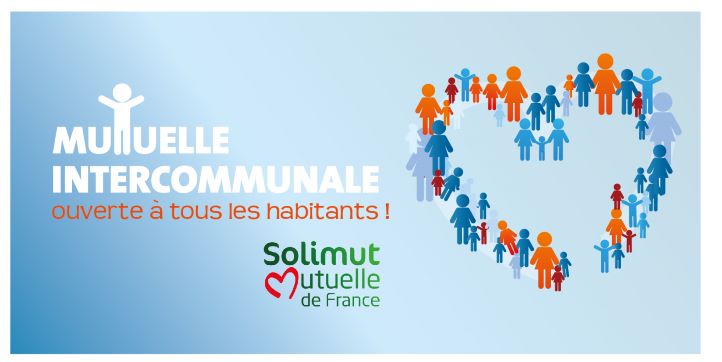 MUTUELLE
INTERCOMMUNALE
ouverte à tous les habitants !
Solimut
Mutuelle
de France